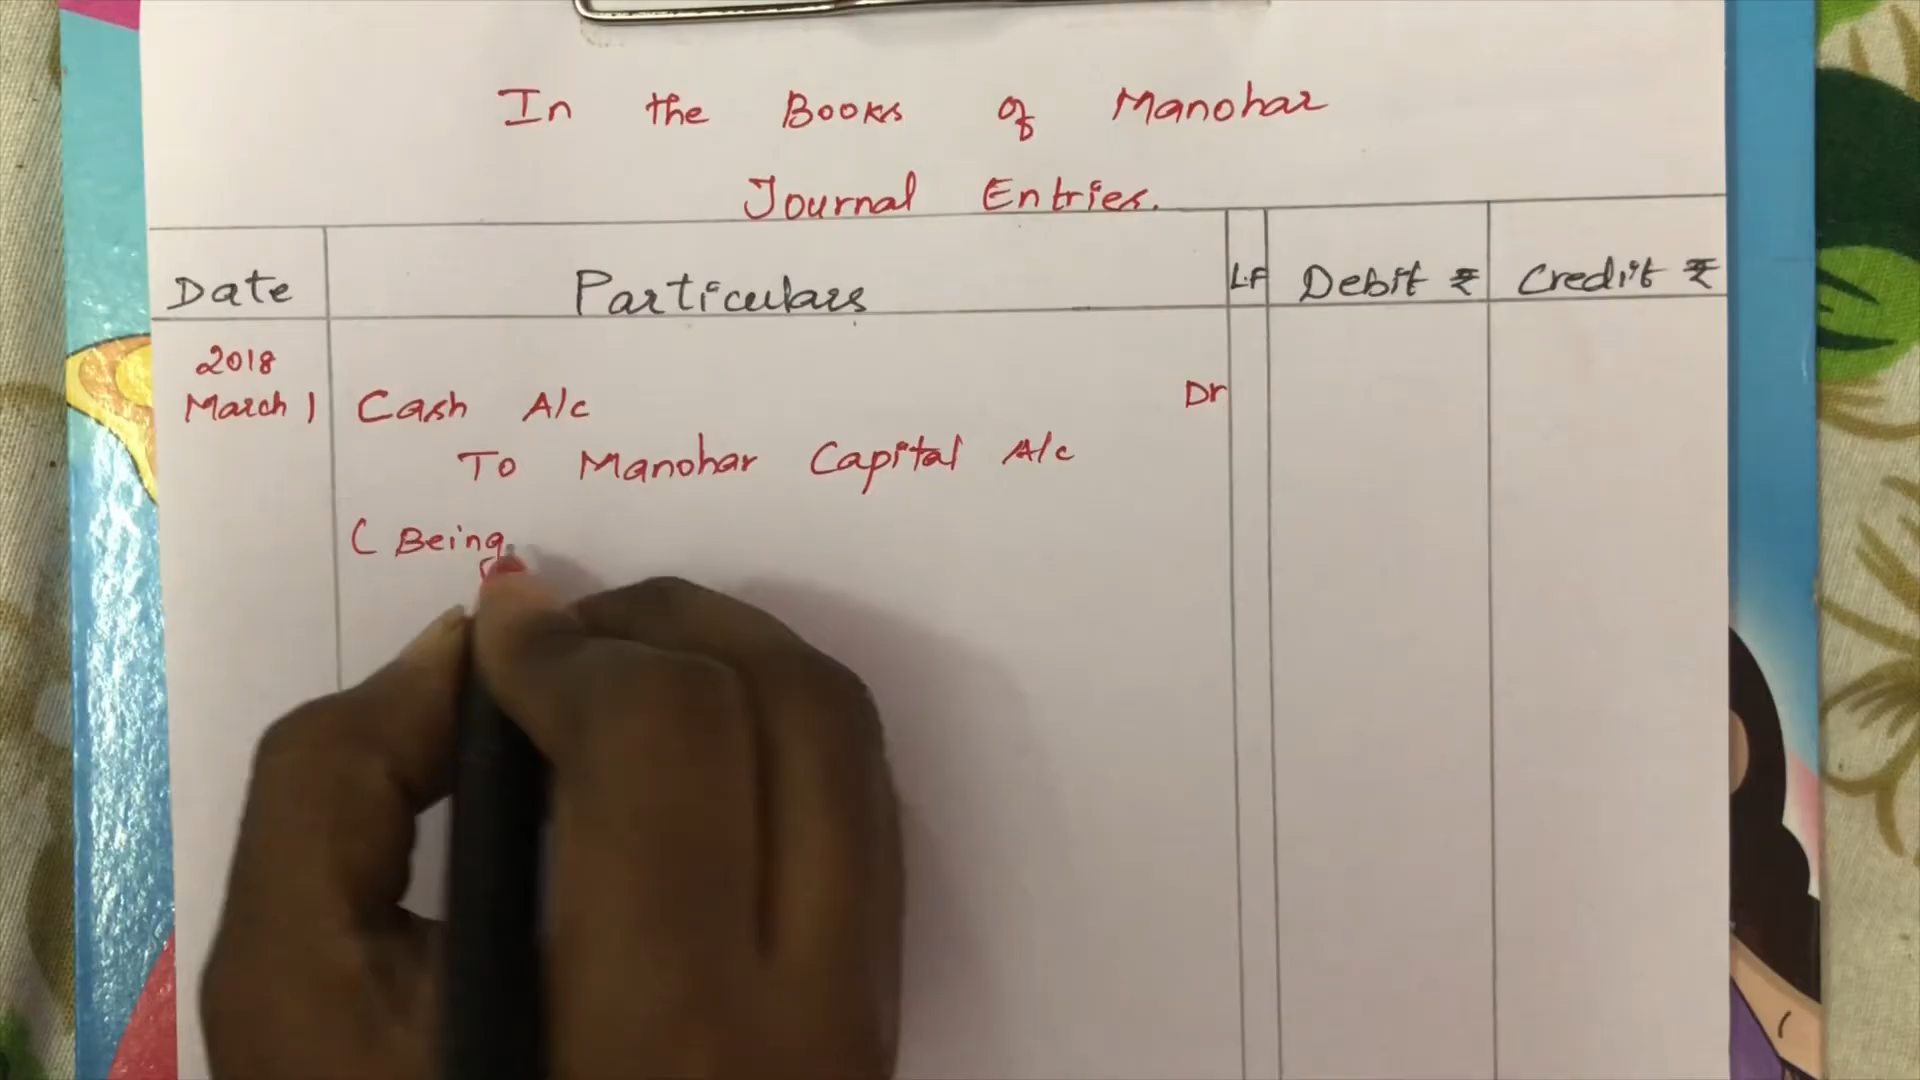 In the Books of Manohar
Journal Entries.
Date Particulars L.F Debit ₹ Credit ₹
2018
March 1 Cash A/c Dr
To Manohar Capital A/c
( Being